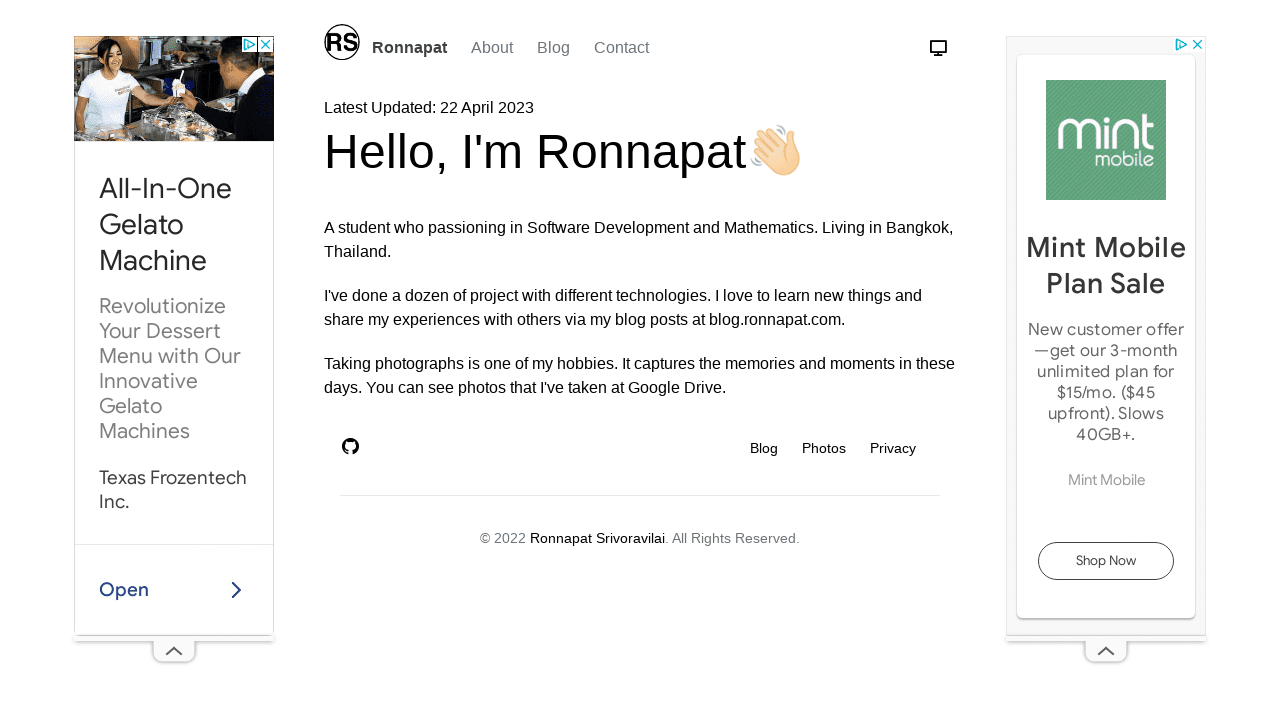 RS
Ronnapat
About
Blog
Contact
Latest Updated: 22 April 2023
Hello, I'm Ronnapat👋
A student who passioning in Software Development and Mathematics. Living in Bangkok,
Thailand.
I've done a dozen of project with different technologies. I love to learn new things and
share my experiences with others via my blog posts at blog.ronnapat.com.
Taking photographs is one of my hobbies. It captures the memories and moments in these
days. You can see photos that I've taken at Google Drive.
Blog
Photos
Privacy
© 2022 Ronnapat Srivoravilai. All Rights Reserved.
All-In-One
Gelato
Machine
Revolutionize
Your Dessert
Menu with Our
Innovative
Gelato
Machines
Texas Frozentech
Inc.
Open
mint
mobile
Mint Mobile
Plan Sale
New customer offer
—get our 3-month
unlimited plan for
$15/mo. ($45
upfront). Slows
40GB+.
Mint Mobile
Shop Now